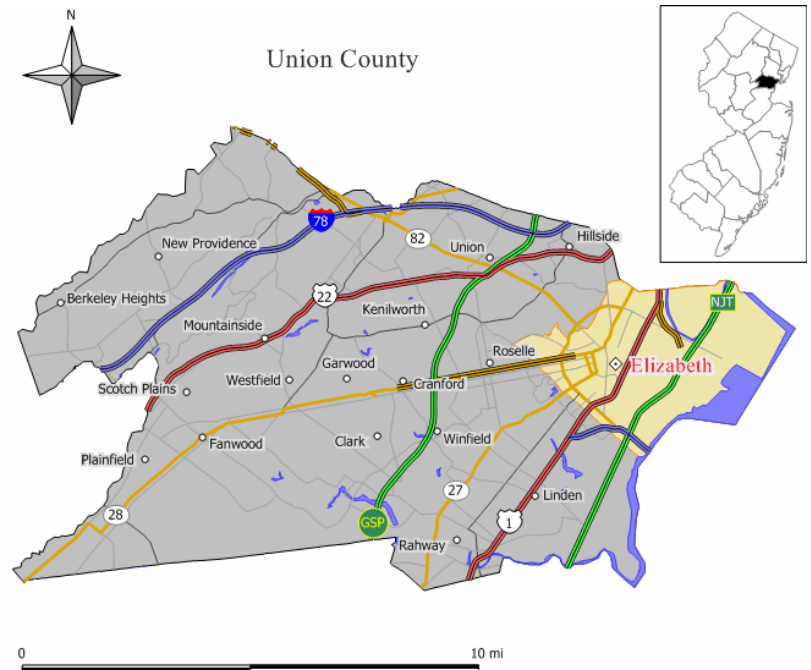 N
Union County
78
82
Hillside
New Providence
Union
22
NJT
Berkeley Heights
Kenilworth
Mountainside
Roselle
Garwood
Elizabeth
Westfield
Cranford
Scotch Plains
Clark
Winfield
Fanwood
Plainfield
27
Linden
28
GSP
1
Rahway
0
10 mi